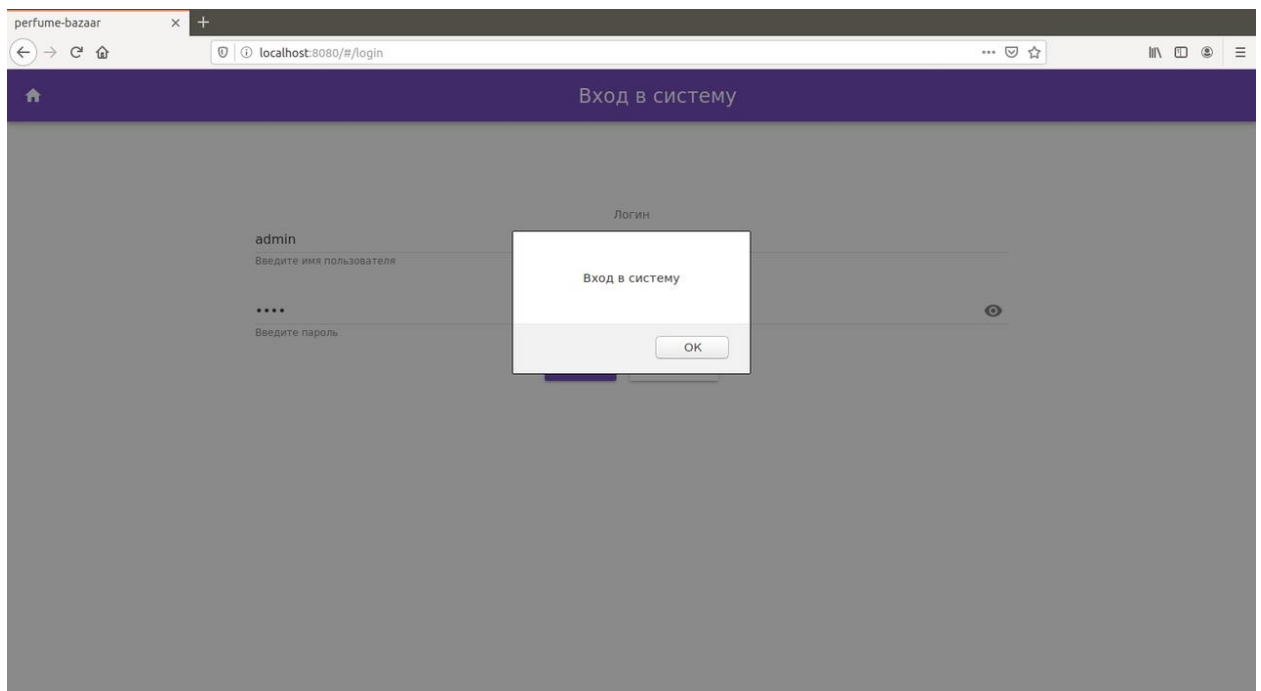 perfume-bazaar
localhost:8080/#/login
Вход в систему
Логин
admin
Введите имя пользователя
Вход в систему
••••
Введите пароль
OK